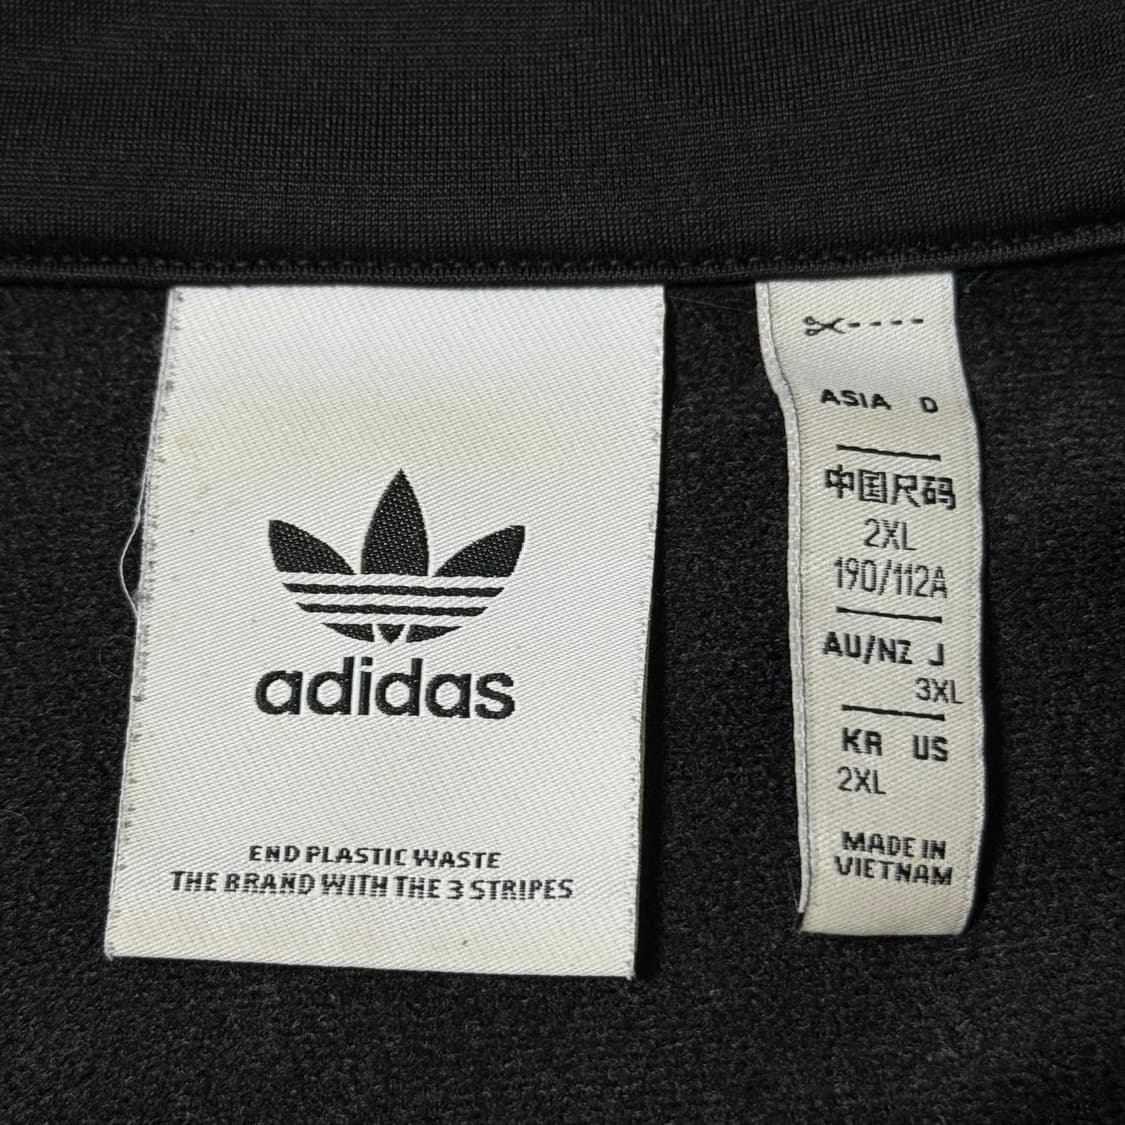 adidas
END PLASTIC WASTE
THE BRAND WITH THE 3 STRIPES
ASIA D
中国尺码
2XL
190/112A
AU/NZ J
3XL
KR US
2XL
MADE IN
VIETNAM